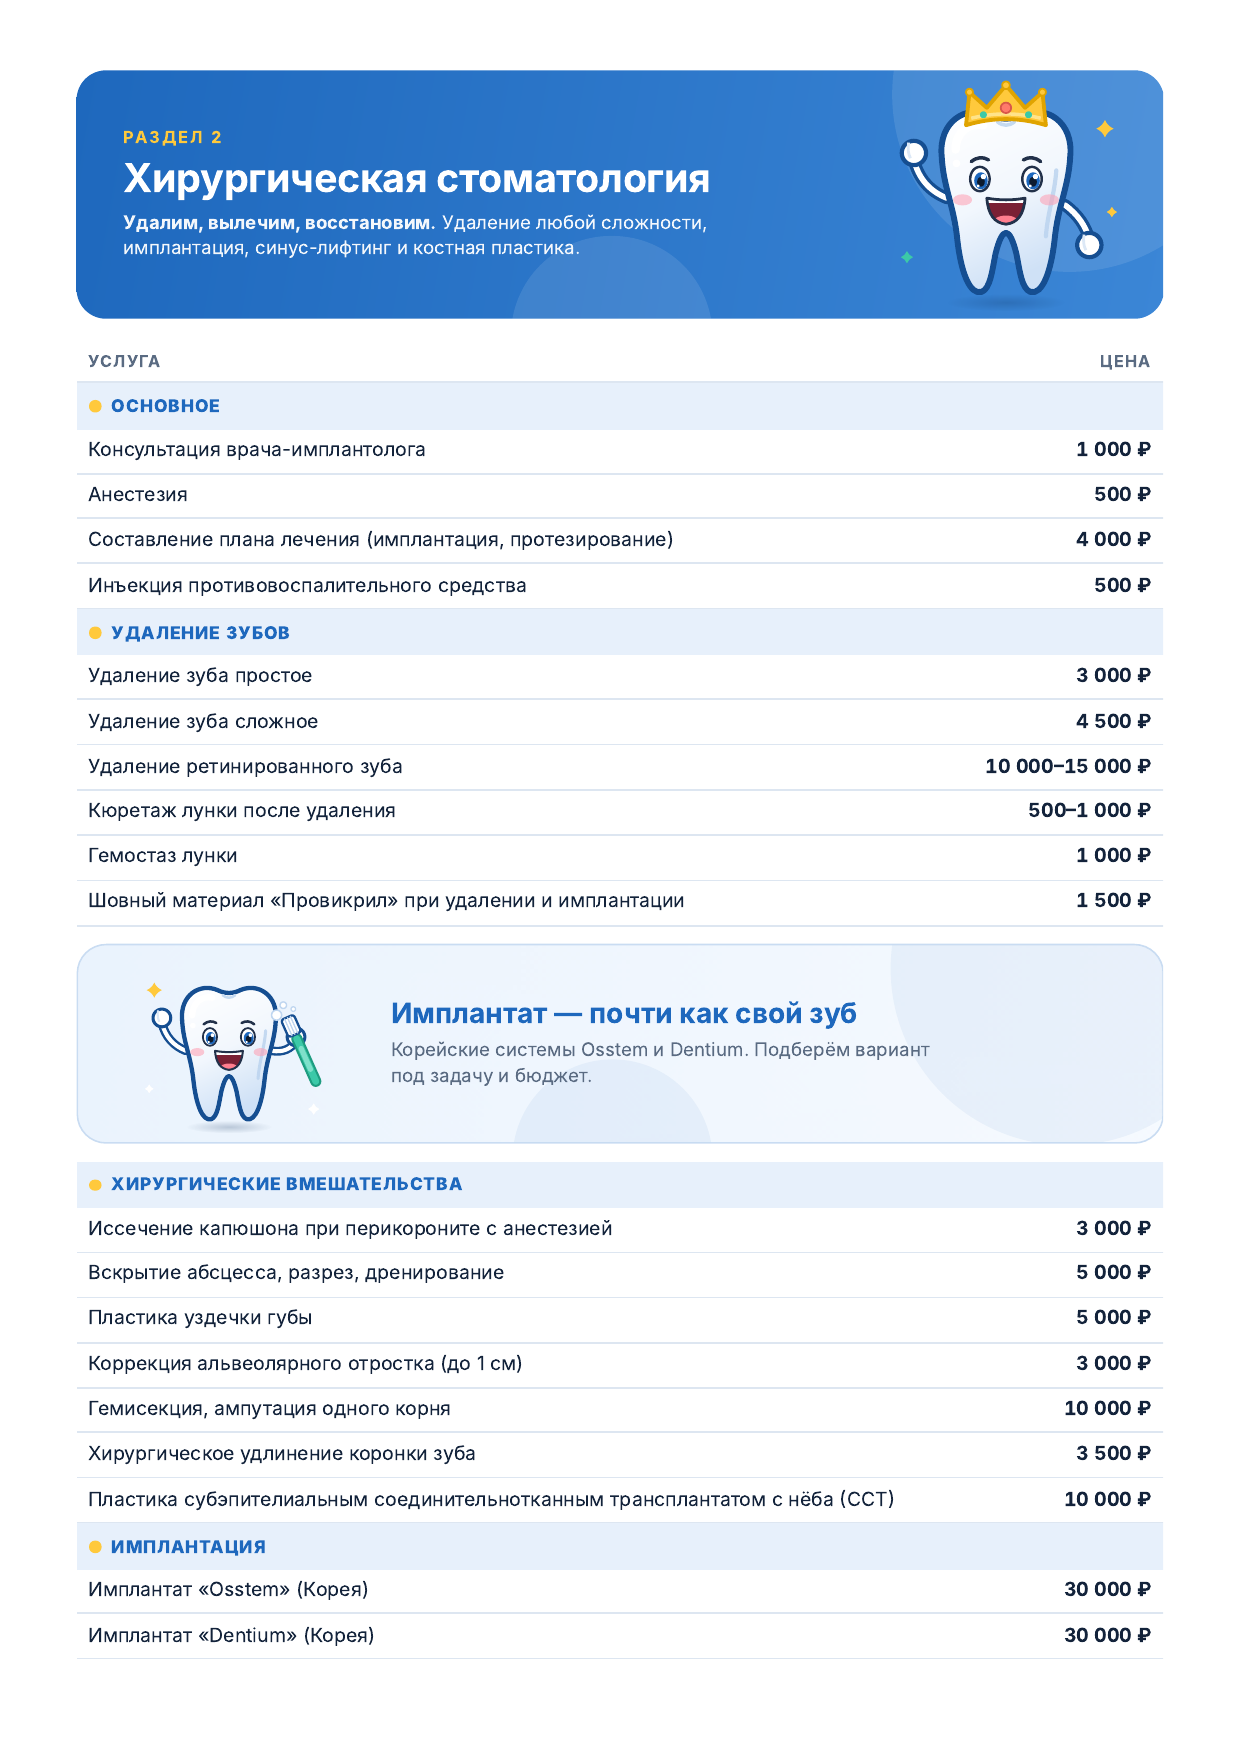 РАЗДЕЛ 2
Хирургическая стоматология
Удалим, вылечим, восстановим. Удаление любой сложности,
имплантация, синус-лифтинг и костная пластика.
УСЛУГА ЦЕНА
ОСНОВНОЕ
Консультация врача-имплантолога 1 000 ₽
Анестезия 500 ₽
Составление плана лечения (имплантация, протезирование) 4 000 ₽
Инъекция противовоспалительного средства 500 ₽
УДАЛЕНИЕ ЗУБОВ
Удаление зуба простое 3 000 ₽
Удаление зуба сложное 4 500 ₽
Удаление ретинированного зуба 10 000–15 000 ₽
Кюретаж лунки после удаления 500–1 000 ₽
Гемостаз лунки 1 000 ₽
Шовный материал «Провикрил» при удалении и имплантации 1 500 ₽
Имплантат — почти как свой зуб
Корейские системы Osstem и Dentium. Подберём вариант
под задачу и бюджет.
ХИРУРГИЧЕСКИЕ ВМЕШАТЕЛЬСТВА
Иссечение капюшона при перикороните с анестезией 3 000 ₽
Вскрытие абсцесса, разрез, дренирование 5 000 ₽
Пластика уздечки губы 5 000 ₽
Коррекция альвеолярного отростка (до 1 см) 3 000 ₽
Гемисекция, ампутация одного корня 10 000 ₽
Хирургическое удлинение коронки зуба 3 500 ₽
Пластика субэпителиальным соединительнотканным трансплантатом с нёба (ССТ) 10 000 ₽
ИМПЛАНТАЦИЯ
Имплантат «Osstem» (Корея) 30 000 ₽
Имплантат «Dentium» (Корея) 30 000 ₽